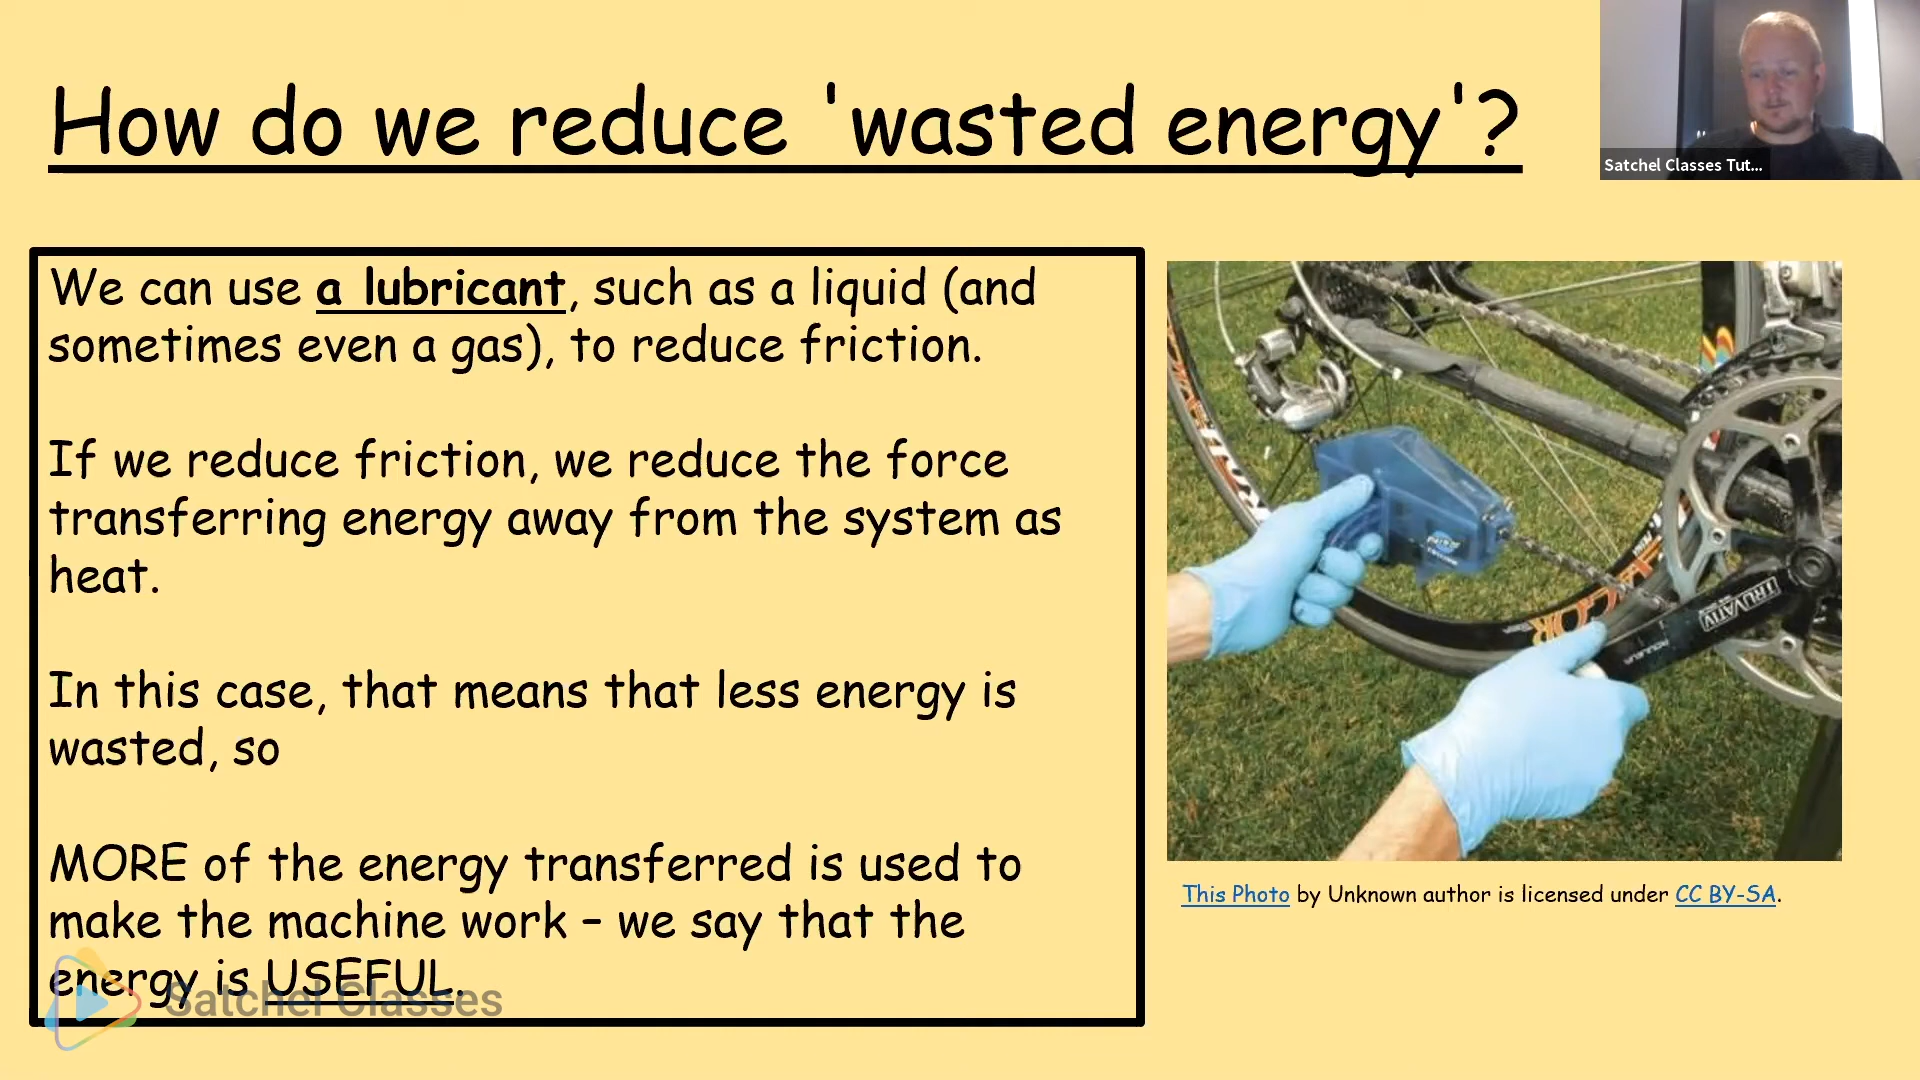 How do we reduce 'wasted energy'?
Satchel Classes Tut...
We can use a lubricant, such as a liquid (and
sometimes even a gas), to reduce friction.
If we reduce friction, we reduce the force
transferring energy away from the system as
heat.
In this case, that means that less energy is
wasted, so
MORE of the energy transferred is used to
make the machine work – we say that the
energy is USEFUL.
Satchel Classes
TRUVATIV
This Photo by Unknown author is licensed under CC BY-SA.